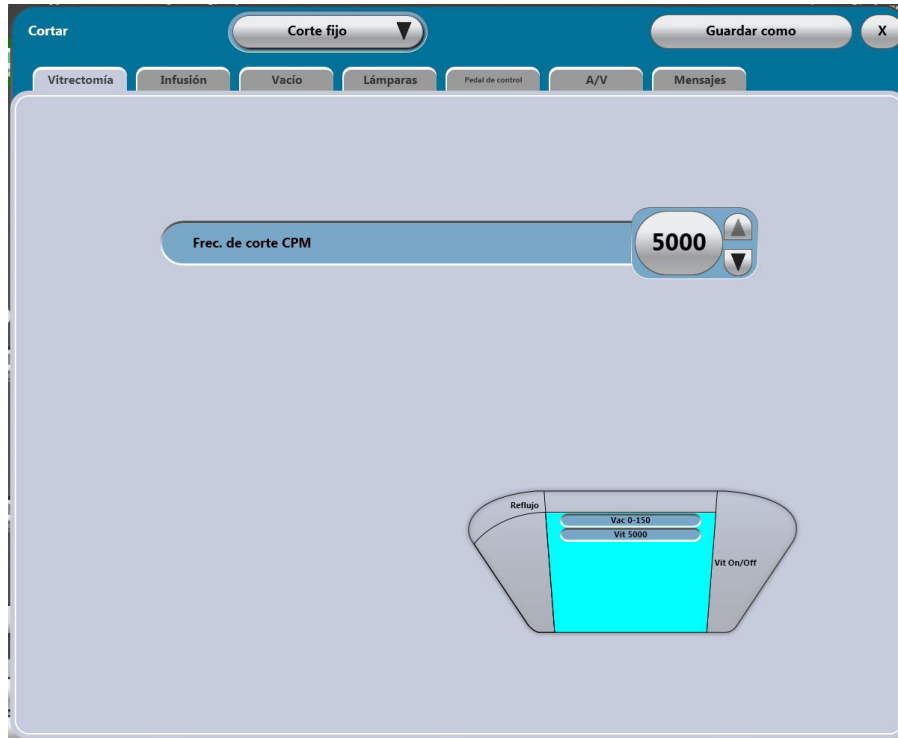 Cortar
Corte fijo
Guardar como
X
Vitrectomía
Infusión
Vacío
Lámparas
Pedal de control
A/V
Mensajes
Frec. de corte CPM
5000
Reflujo
Vac 0-150
Vit 5000
Vit On/Off